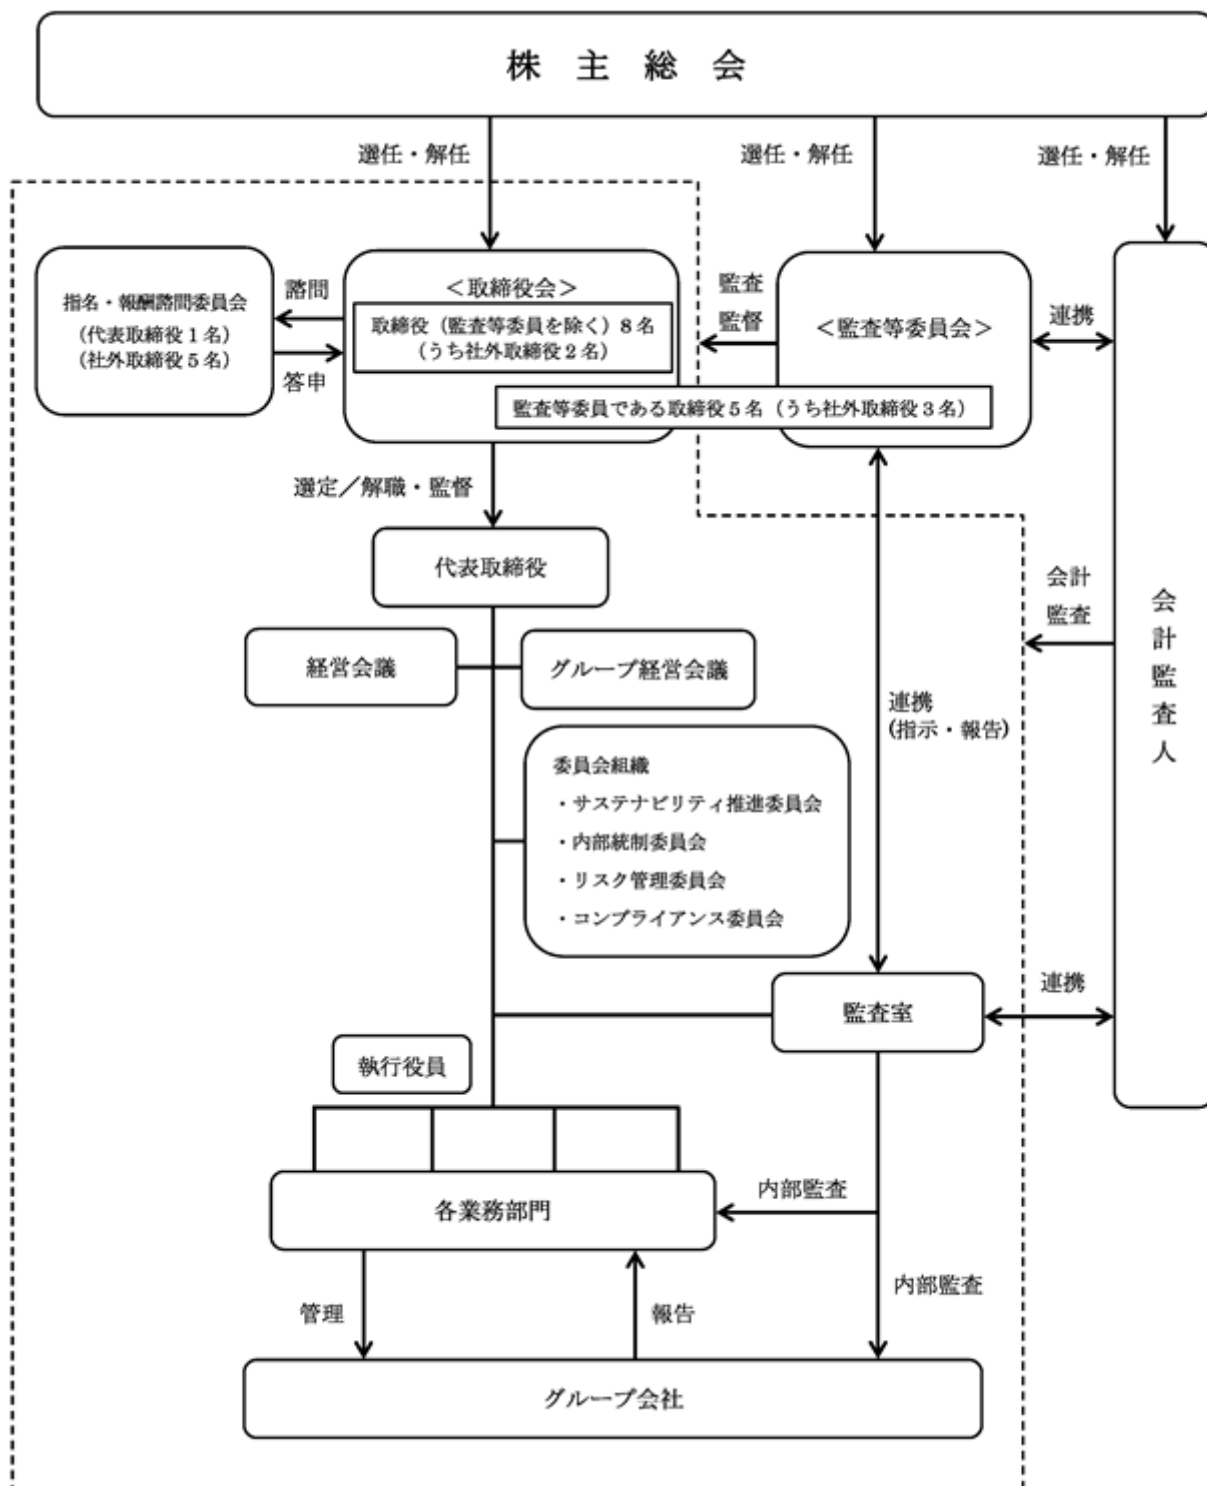 株 主 総 会
選任・解任
選任・解任
選任・解任
指名・報酬諮問委員会
(代表取締役１名)
(社外取締役５名)
諮問
答申
＜取締役会＞
取締役（監査等委員を除く）８名
（うち社外取締役２名）
監査
監督
＜監査等委員会＞
連携
監査等委員である取締役５名（うち社外取締役３名）
選定／解職・監督
代表取締役
会計
監査
会計監査人
経営会議
グループ経営会議
連携
(指示・報告)
委員会組織
・サステナビリティ推進委員会
・内部統制委員会
・リスク管理委員会
・コンプライアンス委員会
監査室
連携
執行役員
各業務部門
内部監査
管理
報告
内部監査
グループ会社